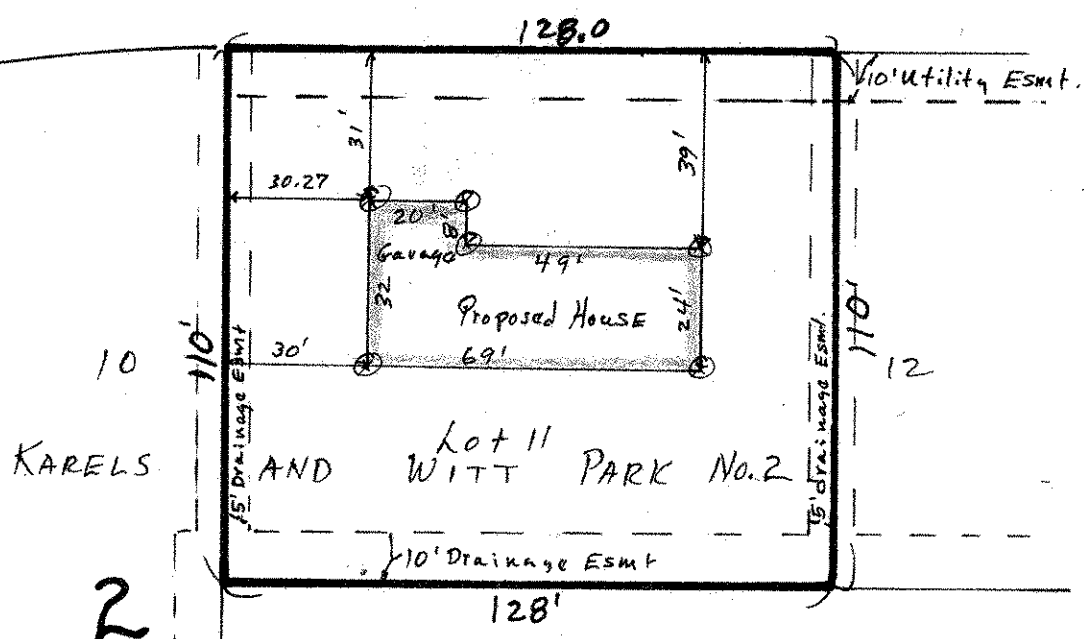 128.0
10' Utility Esmt.
31'
39'
30.27
20'
8'
Garage
49'
32
Proposed House
24'
110'
110'
10
30'
69'
12
5' Drainage Esmt
5' drainage Esmt.
Lot 11
KARELS AND WITT PARK No. 2
10' Drainage Esmt
128'
2